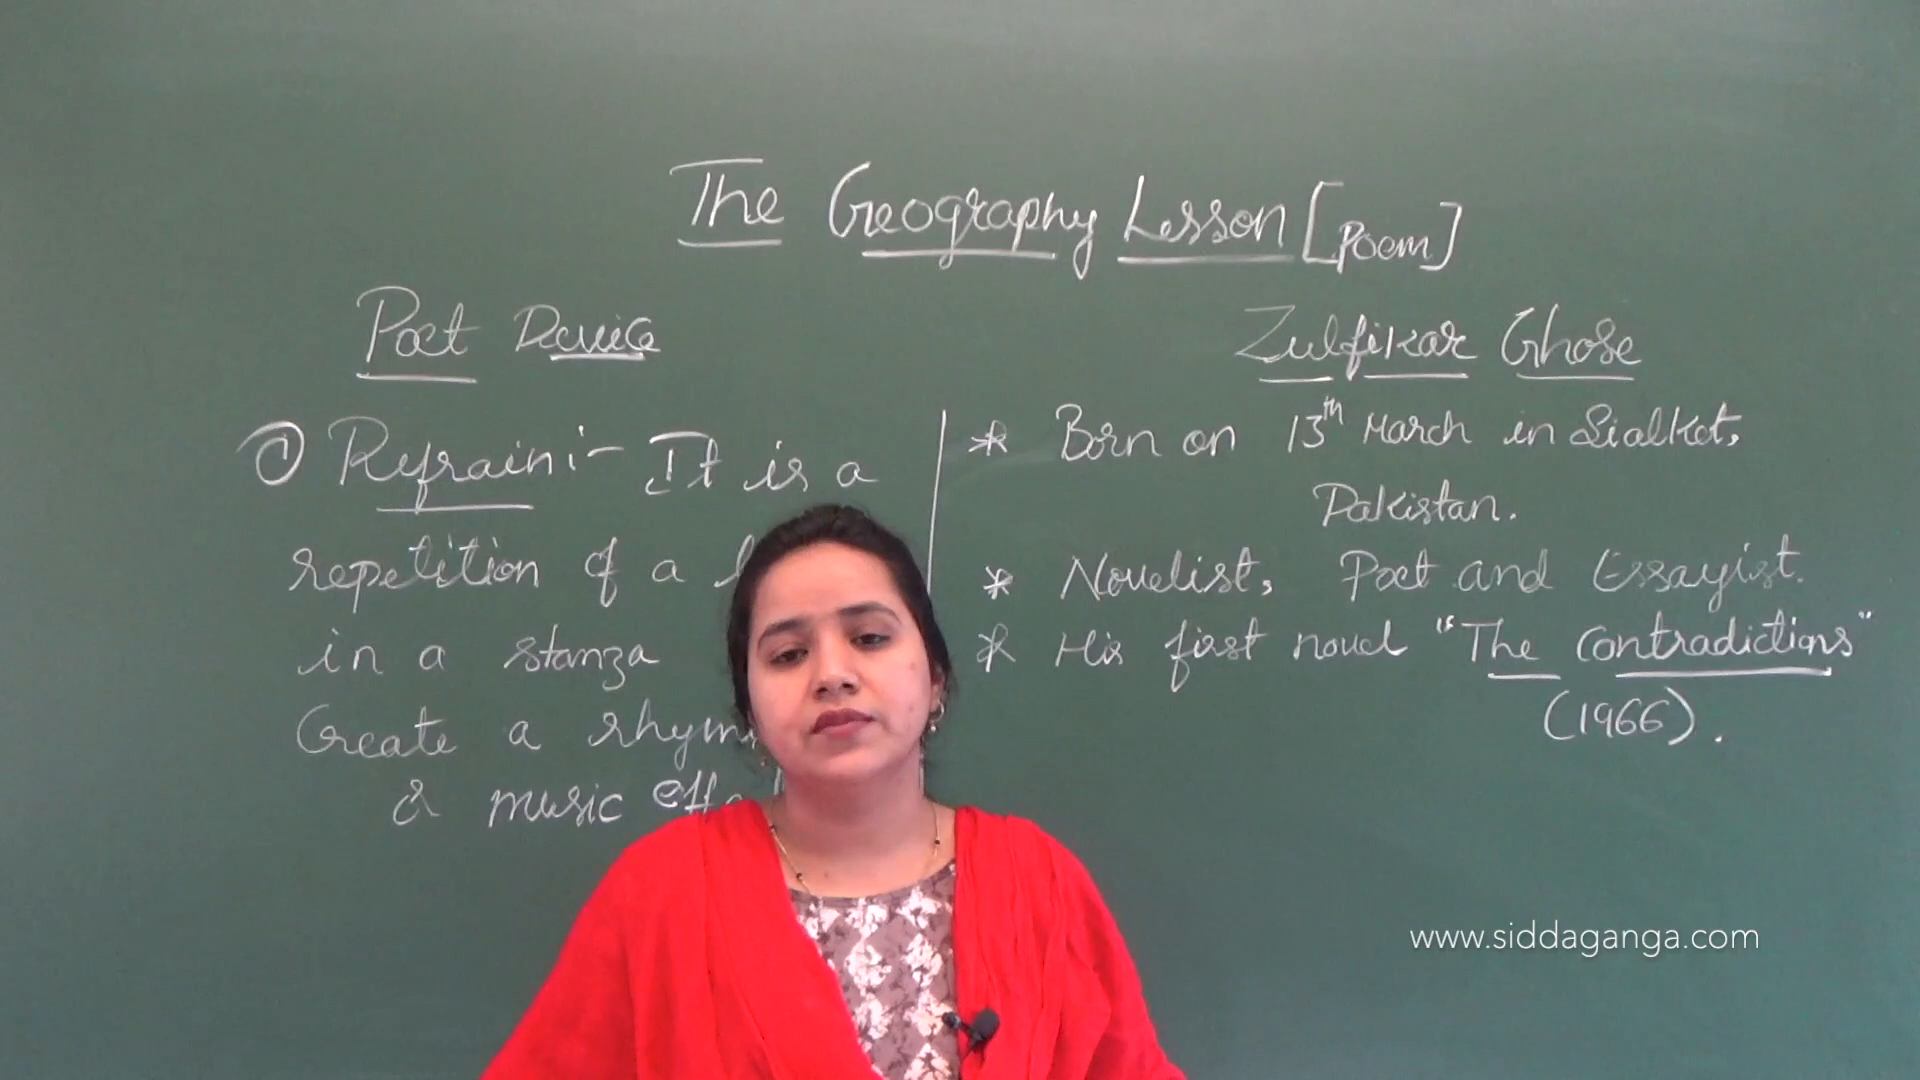 The Geography Lesson [Poem]
Poet Device
① Refrain:- It is a
repetition of a
in a stanza
Create a rhym
& music effe
Zulfikar Ghose
* Born on 13th March in Sialkot,
Pakistan.
* Novelist, Poet and Essayist.
* His first novel "The Contradictions"
(1966).
www.siddaganga.com